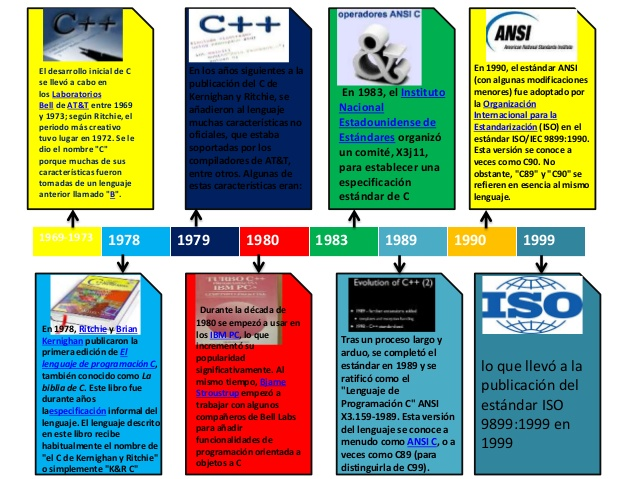 C++
El desarrollo inicial de C
se llevó a cabo en
los Laboratorios
Bell de AT&T entre 1969
y 1973; según Ritchie, el
periodo más creativo
tuvo lugar en 1972. Se le
dio el nombre "C"
porque muchas de sus
características fueron
tomadas de un lenguaje
anterior llamado "B".
C++
En los años siguientes a la
publicación del C de
Kernighan y Ritchie, se
añadieron al lenguaje
muchas características no
oficiales, que estaba
soportadas por los
compiladores de AT&T,
entre otros. Algunas de
estas características eran:
operadores ANSI C
&
En 1983, el Instituto
Nacional
Estadounidense de
Estándares organizó
un comité, X3j11,
para establecer una
especificación
estándar de C
ANSI
American National Standards Institute
En 1990, el estándar ANSI
(con algunas modificaciones
menores) fue adoptado por
la Organización
Internacional para la
Estandarización (ISO) en el
estándar ISO/IEC 9899:1990.
Esta versión se conoce a
veces como C90. No
obstante, "C89" y "C90" se
refieren en esencia al mismo
lenguaje.
1969-1973 1978 1979 1980 1983 1989 1990 1999
En 1978, Ritchie y Brian
Kernighan publicaron la
primera edición de El
lenguaje de programación C,
también conocido como La
biblia de C. Este libro fue
durante años
laespecificación informal del
lenguaje. El lenguaje descrito
en este libro recibe
habitualmente el nombre de
"el C de Kernighan y Ritchie"
o simplemente "K&R C"
TURBO C++
IBM PC
Durante la década de
1980 se empezó a usar en
los IBM PC, lo que
incrementó su
popularidad
significativamente. Al
mismo tiempo, Bjarne
Stroustrup empezó a
trabajar con algunos
compañeros de Bell Labs
para añadir
funcionalidades de
programación orientada a
objetos a C
Evolution of C++ (2)
Tras un proceso largo y
arduo, se completó el
estándar en 1989 y se
ratificó como el
"Lenguaje de
Programación C" ANSI
X3.159-1989. Esta versión
del lenguaje se conoce a
menudo como ANSI C, o a
veces como C89 (para
distinguirla de C99).
ISO
lo que llevó a la
publicación del
estándar ISO
9899:1999 en
1999